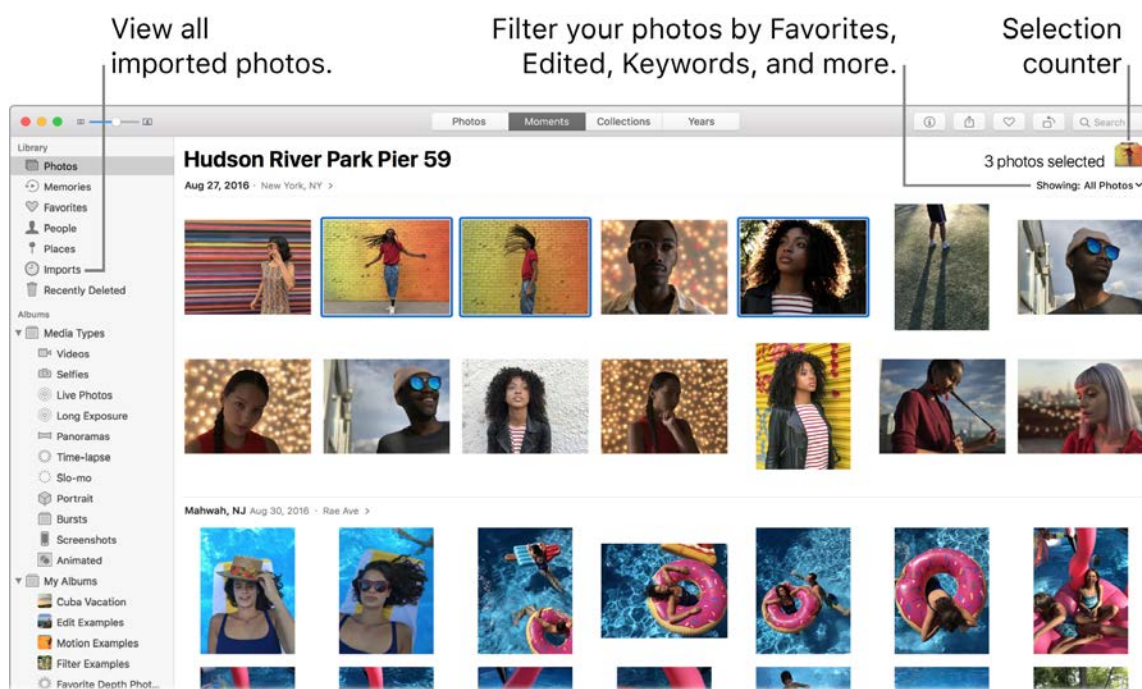 View all
imported photos.
Filter your photos by Favorites,
Edited, Keywords, and more.
Selection
counter
Photos
Moments
Collections
Years
Search
Library
Photos
Memories
Favorites
People
Places
Imports
Recently Deleted
Albums
Media Types
Videos
Selfies
Live Photos
Long Exposure
Panoramas
Time-lapse
Slo-mo
Portrait
Bursts
Screenshots
Animated
My Albums
Cuba Vacation
Edit Examples
Motion Examples
Filter Examples
Favorite Depth Phot...
Hudson River Park Pier 59
3 photos selected
Aug 27, 2016 · New York, NY >
Showing: All Photos
Mahwah, NJ Aug 30, 2016 · Rae Ave >